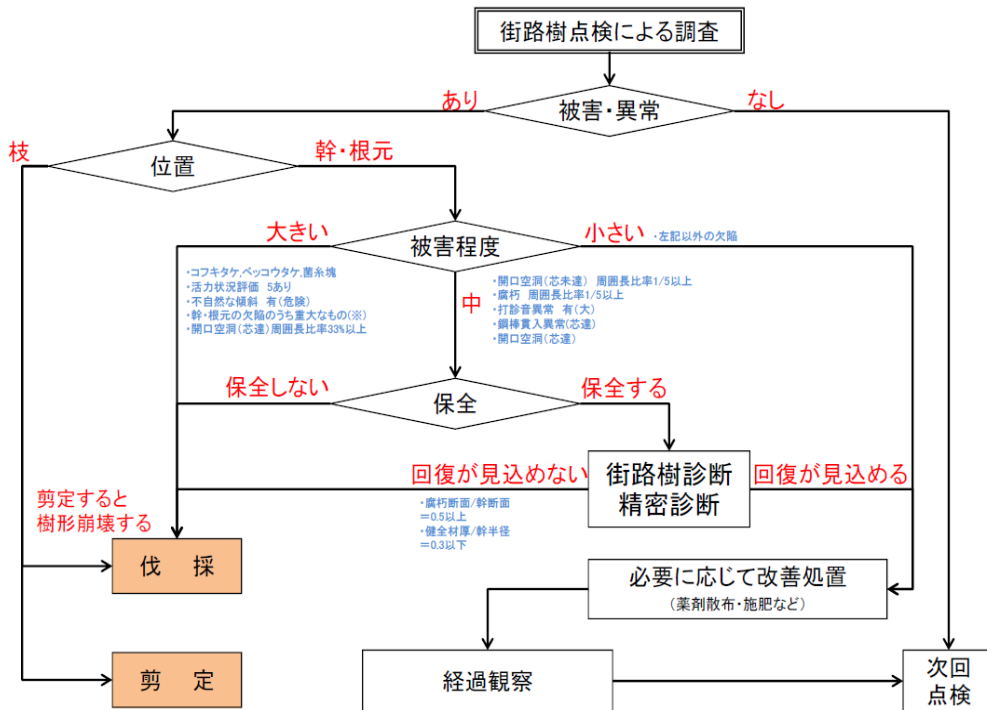 街路樹点検による調査
あり
被害・異常
なし
枝
位置
幹・根元
大きい
被害程度
小さい
・左記以外の欠陥
・コフキタケ,ベッコウタケ,菌糸塊
・活力状況評価 5あり
・不自然な傾斜 有(危険)
・幹・根元の欠陥のうち重大なもの(※)
・開口空洞(芯達)周囲長比率33%以上
中
・開口空洞(芯未達) 周囲長比率1/5以上
・腐朽 周囲長比率1/5以上
・打診音異常 有(大)
・鋼棒貫入異常(芯達)
・開口空洞(芯達)
保全しない
保全
保全する
回復が見込めない
街路樹診断
精密診断
回復が見込める
・腐朽断面/幹断面
=0.5以上
・健全材厚/幹半径
=0.3以下
剪定すると
樹形崩壊する
伐 採
必要に応じて改善処置
(薬剤散布・施肥など)
剪 定
経過観察
次回
点検